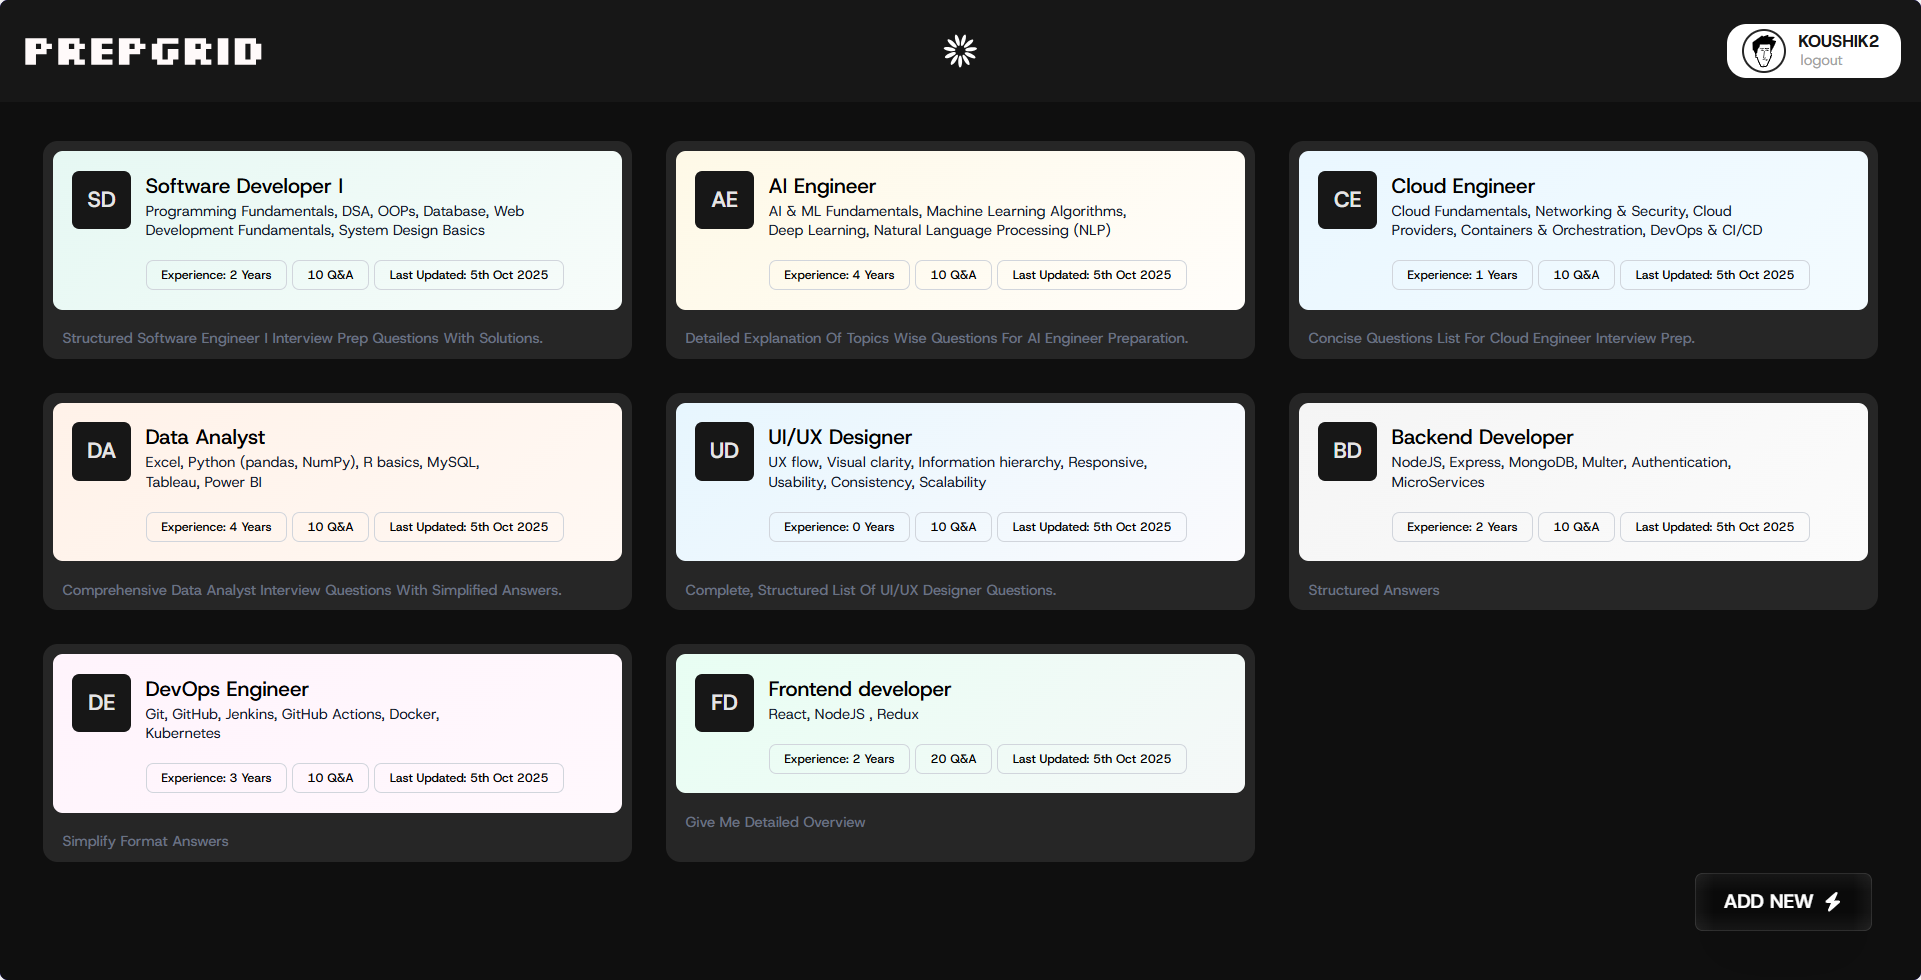 PREPGRID
KOUSHIK2
logout
SD
Software Developer I
Programming Fundamentals, DSA, OOPs, Database, Web
Development Fundamentals, System Design Basics
Experience: 2 Years
10 Q&A
Last Updated: 5th Oct 2025
Structured Software Engineer I Interview Prep Questions With Solutions.
AE
AI Engineer
AI & ML Fundamentals, Machine Learning Algorithms,
Deep Learning, Natural Language Processing (NLP)
Experience: 4 Years
10 Q&A
Last Updated: 5th Oct 2025
Detailed Explanation Of Topics Wise Questions For AI Engineer Preparation.
CE
Cloud Engineer
Cloud Fundamentals, Networking & Security, Cloud
Providers, Containers & Orchestration, DevOps & CI/CD
Experience: 1 Years
10 Q&A
Last Updated: 5th Oct 2025
Concise Questions List For Cloud Engineer Interview Prep.
DA
Data Analyst
Excel, Python (pandas, NumPy), R basics, MySQL,
Tableau, Power BI
Experience: 4 Years
10 Q&A
Last Updated: 5th Oct 2025
Comprehensive Data Analyst Interview Questions With Simplified Answers.
UD
UI/UX Designer
UX flow, Visual clarity, Information hierarchy, Responsive,
Usability, Consistency, Scalability
Experience: 0 Years
10 Q&A
Last Updated: 5th Oct 2025
Complete, Structured List Of UI/UX Designer Questions.
BD
Backend Developer
NodeJS, Express, MongoDB, Multer, Authentication,
MicroServices
Experience: 2 Years
10 Q&A
Last Updated: 5th Oct 2025
Structured Answers
DE
DevOps Engineer
Git, GitHub, Jenkins, GitHub Actions, Docker,
Kubernetes
Experience: 3 Years
10 Q&A
Last Updated: 5th Oct 2025
Simplify Format Answers
FD
Frontend developer
React, NodeJS , Redux
Experience: 2 Years
20 Q&A
Last Updated: 5th Oct 2025
Give Me Detailed Overview
ADD NEW